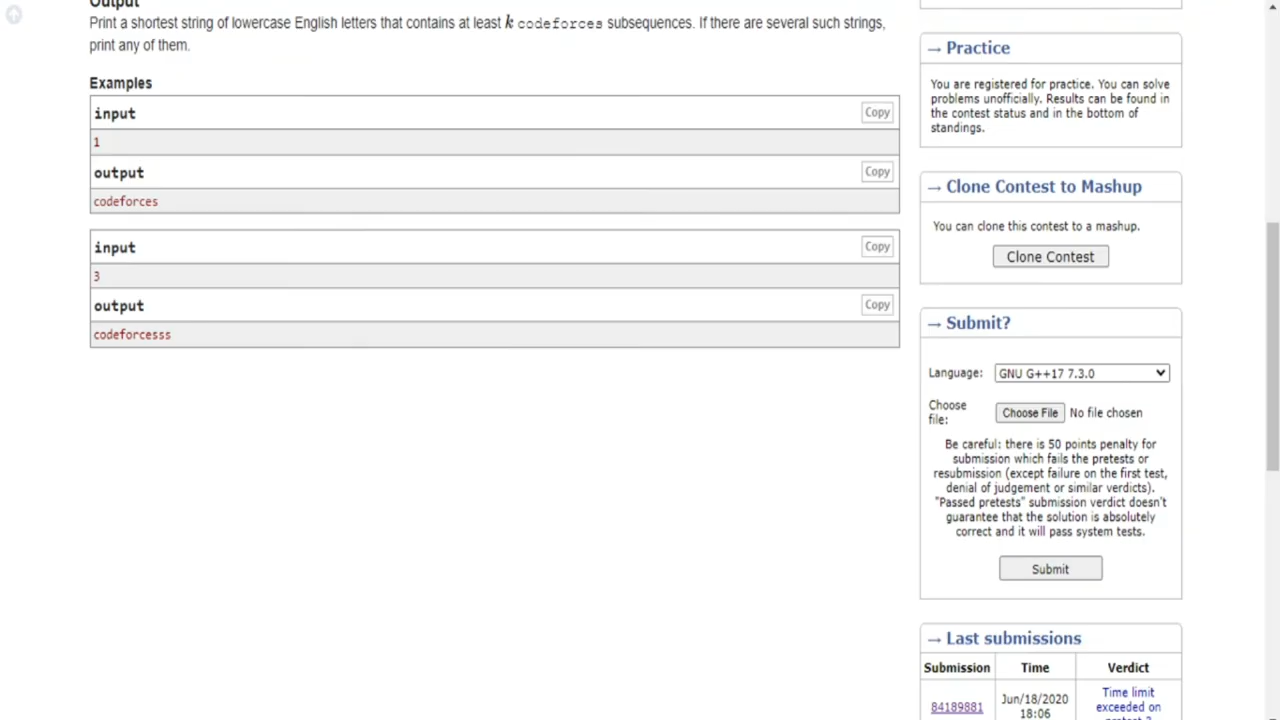 Output
Print a shortest string of lowercase English letters that contains at least k codeforces subsequences. If there are several such strings,
print any of them.
Examples
input
Copy
1
output
Copy
codeforces
input
Copy
3
output
Copy
codeforcesss
→ Practice
You are registered for practice. You can solve
problems unofficially. Results can be found in
the contest status and in the bottom of
standings.
→ Clone Contest to Mashup
You can clone this contest to a mashup.
Clone Contest
→ Submit?
Language: GNU G++17 7.3.0
Choose
file: Choose File No file chosen
Be careful: there is 50 points penalty for
submission which fails the pretests or
resubmission (except failure on the first test,
denial of judgement or similar verdicts).
"Passed pretests" submission verdict doesn't
guarantee that the solution is absolutely
correct and it will pass system tests.
Submit
→ Last submissions
Submission Time Verdict
84189881 Jun/18/2020 18:06 Time limit
exceeded on
pretest 3